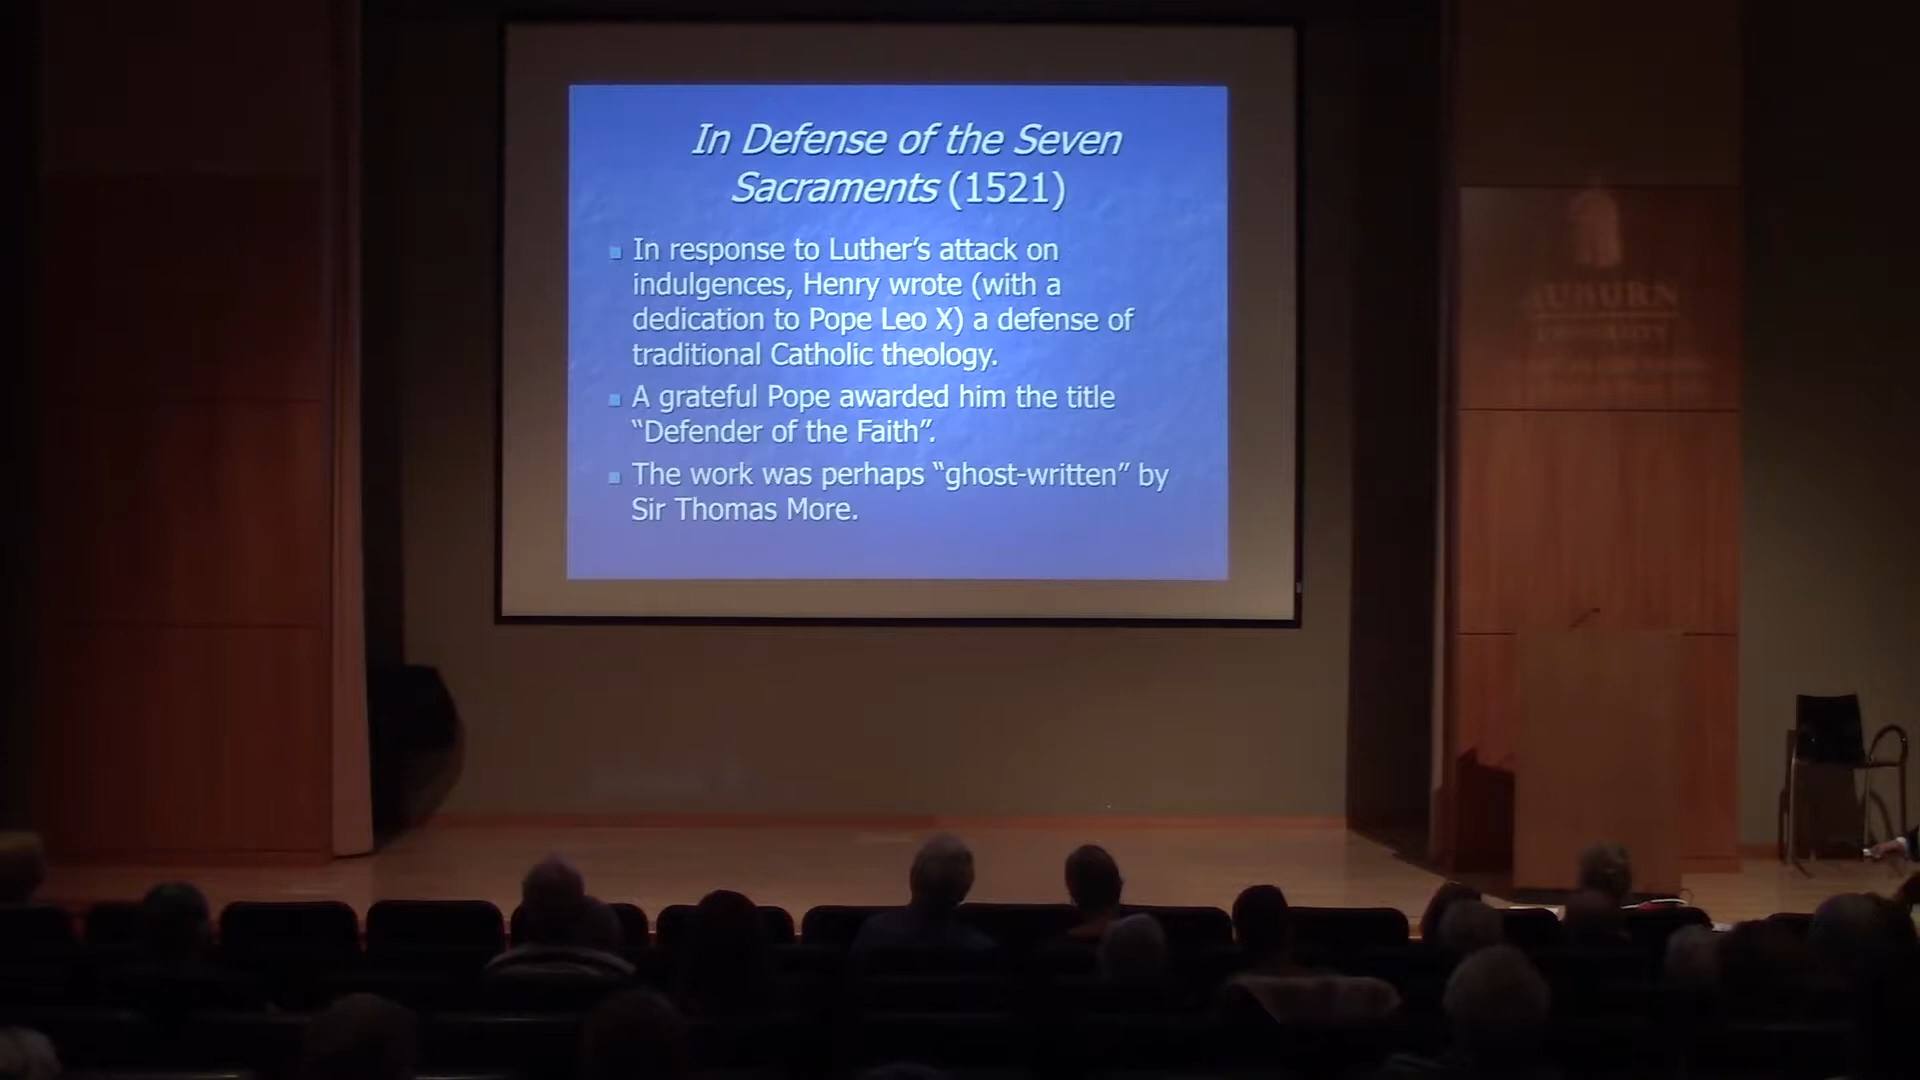 In Defense of the Seven
Sacraments (1521)
In response to Luther's attack on
indulgences, Henry wrote (with a
dedication to Pope Leo X) a defense of
traditional Catholic theology.
A grateful Pope awarded him the title
“Defender of the Faith”.
The work was perhaps “ghost-written” by
Sir Thomas More.
AUBURN
UNIVERSITY